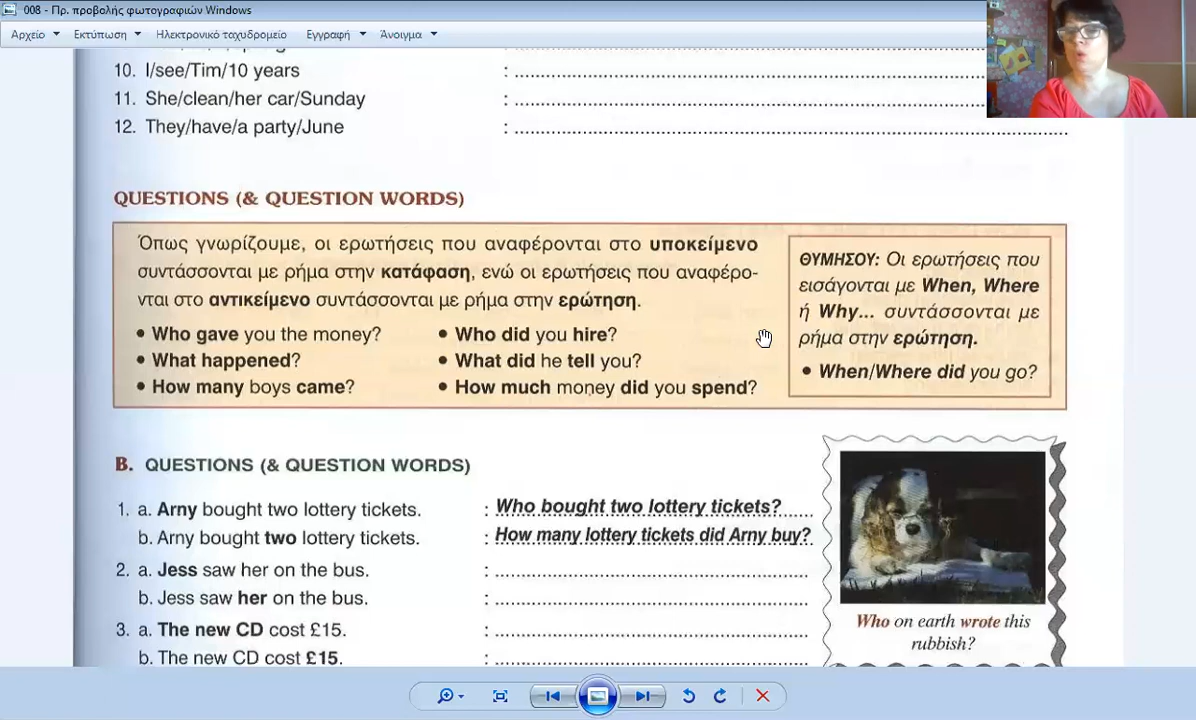 008 - Πρ. προβολής φωτογραφιών Windows
Αρχείο Εκτύπωση Ηλεκτρονικό ταχυδρομείο Εγγραφή Άνοιγμα
10. I/see/Tim/10 years :
11. She/clean/her car/Sunday :
12. They/have/a party/June :
QUESTIONS (& QUESTION WORDS)
Όπως γνωρίζουμε, οι ερωτήσεις που αναφέρονται στο υποκείμενο
συντάσσονται με ρήμα στην κατάφαση, ενώ οι ερωτήσεις που αναφέρο-
νται στο αντικείμενο συντάσσονται με ρήμα στην ερώτηση.
• Who gave you the money? • Who did you hire?
• What happened? • What did he tell you?
• How many boys came? • How much money did you spend?
ΘΥΜΗΣΟΥ: Οι ερωτήσεις που
εισάγονται με When, Where
ή Why... συντάσσονται με
ρήμα στην ερώτηση.
• When/Where did you go?
B. QUESTIONS (& QUESTION WORDS)
1. a. Arny bought two lottery tickets. : Who bought two lottery tickets?
b. Arny bought two lottery tickets. : How many lottery tickets did Arny buy?
2. a. Jess saw her on the bus. :
b. Jess saw her on the bus. :
3. a. The new CD cost £15. :
b. The new CD cost £15. :
Who on earth wrote this
rubbish?